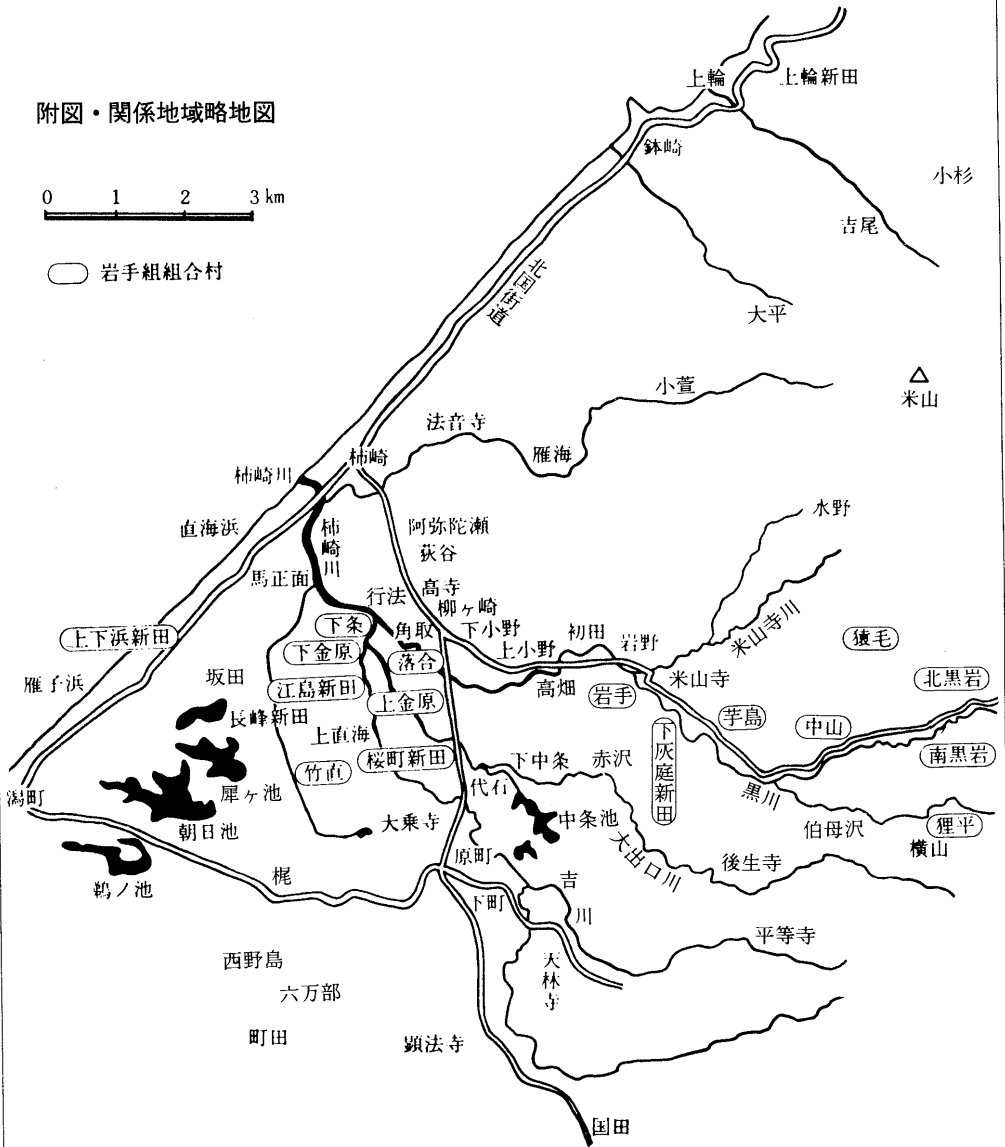 附図・関係地域略地図
0 1 2 3 km
岩手組組合村
上輪
上輪新田
鉢崎
小杉
吉尾
北国街道
大平
米山
小萱
法音寺
雁海
柿崎
柿崎川
直海浜
柿崎川
阿弥陀瀬
荻谷
水野
馬正面
行法
高寺
柳ヶ崎
下条
角取
下小野
初田
岩野
米山寺川
猿毛
上下浜新田
下金原
落合
上小野
高畑
岩手
米山寺
北黒岩
雁子浜
坂田
江島新田
上金原
芋島
中山
長峰新田
上直海
桜町新田
下灰庭新田
南黒岩
竹直
下中条
赤沢
黒川
潟町
犀ヶ池
代石
中条池
伯母沢
狸平
横山
朝日池
大乗寺
大出口川
後生寺
鵜ノ池
梶
原町
吉川
下町
平等寺
天林寺
西野島
六万部
町田
顕法寺
国田